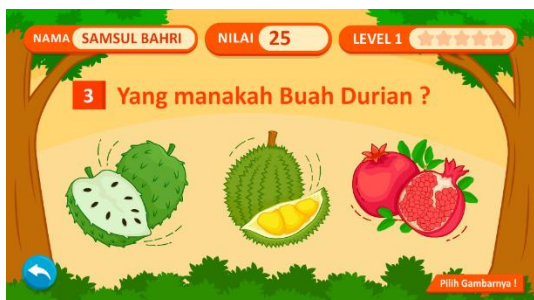 NAMA SAMSUL BAHRI NILAI 25 LEVEL 1
3 Yang manakah Buah Durian ?
Pilih Gambarnya !